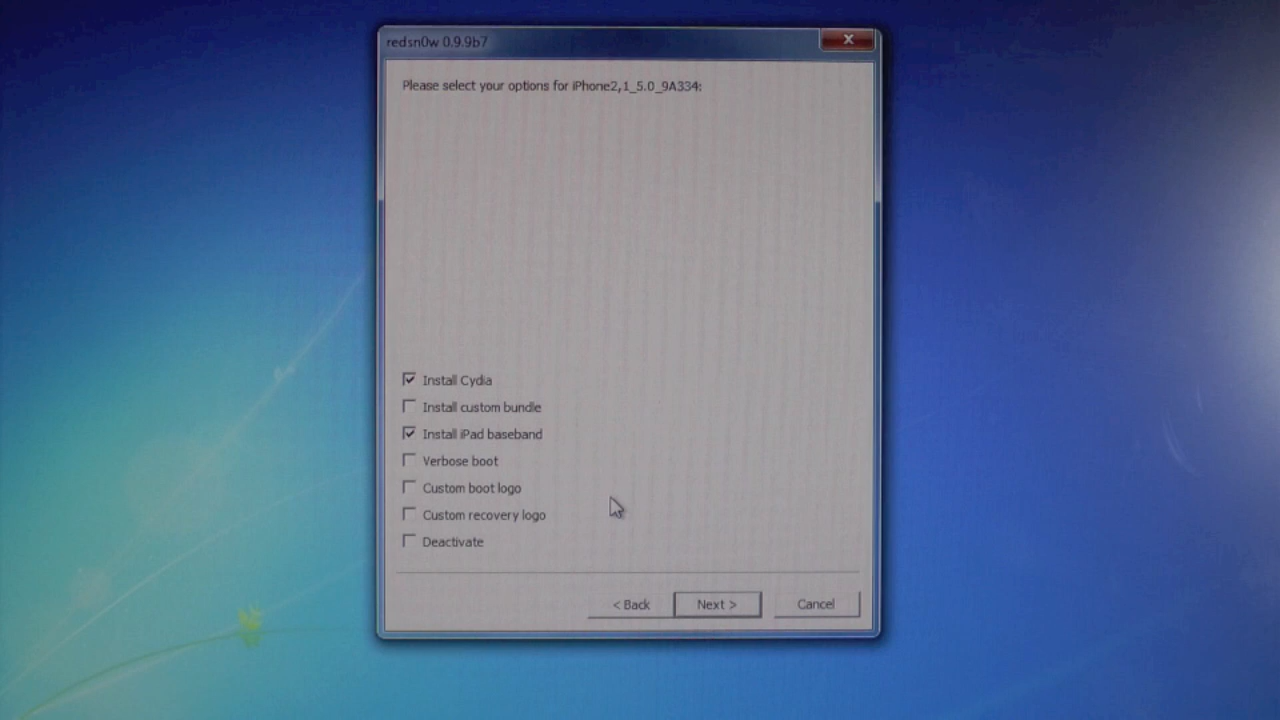 redsn0w 0.9.9b7
Please select your options for iPhone2,1_5.0_9A334:
Install Cydia
Install custom bundle
Install iPad baseband
Verbose boot
Custom boot logo
Custom recovery logo
Deactivate
< Back Next > Cancel